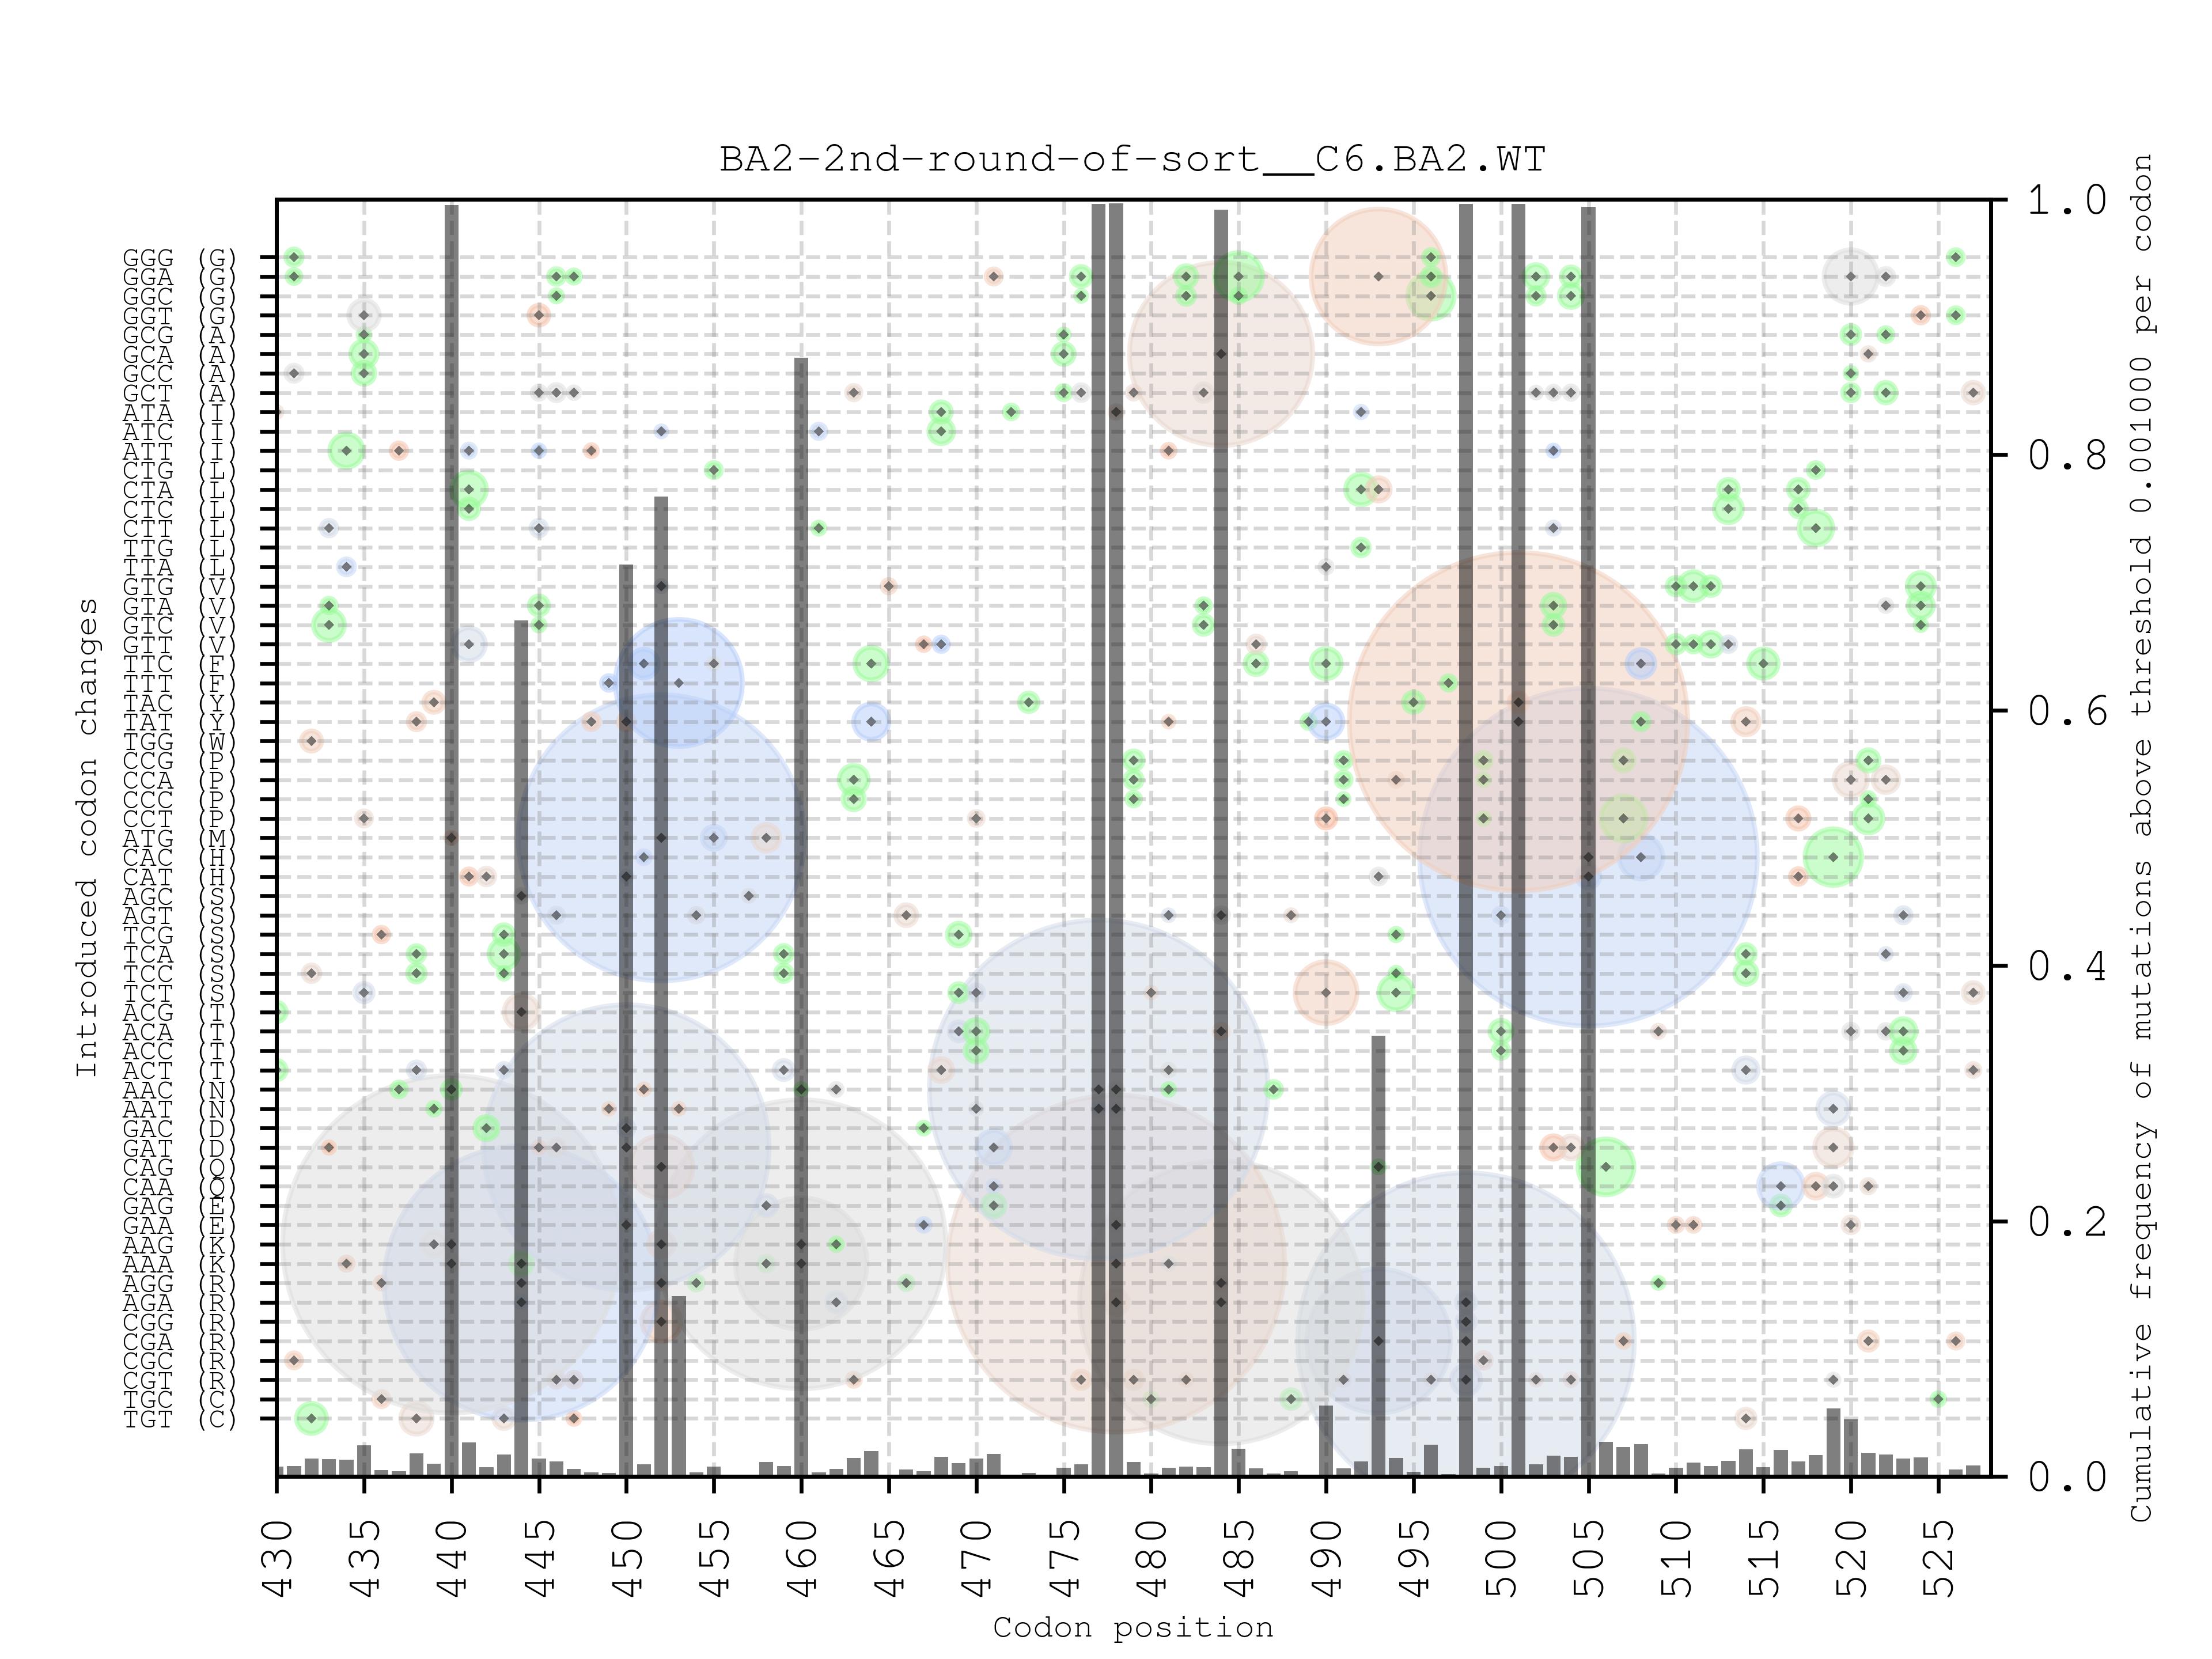 BA2-2nd-round-of-sort__C6.BA2.WT
Introduced codon changes
GGG (G)
GGA (G)
GGC (G)
GGT (G)
GCG (A)
GCA (A)
GCC (A)
GCT (A)
ATA (I)
ATC (I)
ATT (I)
CTG (L)
CTA (L)
CTC (L)
CTT (L)
TTG (L)
TTA (L)
GTG (V)
GTA (V)
GTC (V)
GTT (V)
TTC (F)
TTT (F)
TAC (Y)
TAT (Y)
TGG (W)
CCG (P)
CCA (P)
CCC (P)
CCT (P)
ATG (M)
CAC (H)
CAT (H)
AGC (S)
AGT (S)
TCG (S)
TCA (S)
TCC (S)
TCT (S)
ACG (T)
ACA (T)
ACC (T)
ACT (T)
AAC (N)
AAT (N)
GAC (D)
GAT (D)
CAG (Q)
CAA (Q)
GAG (E)
GAA (E)
AAG (K)
AAA (K)
AGG (R)
AGA (R)
CGG (R)
CGA (R)
CGC (R)
CGT (R)
TGC (C)
TGT (C)
1.0
0.8
0.6
0.4
0.2
0.0
Cumulative frequency of mutations above threshold 0.001000 per codon
430 435 440 445 450 455 460 465 470 475 480 485 490 495 500 505 510 515 520 525
Codon position